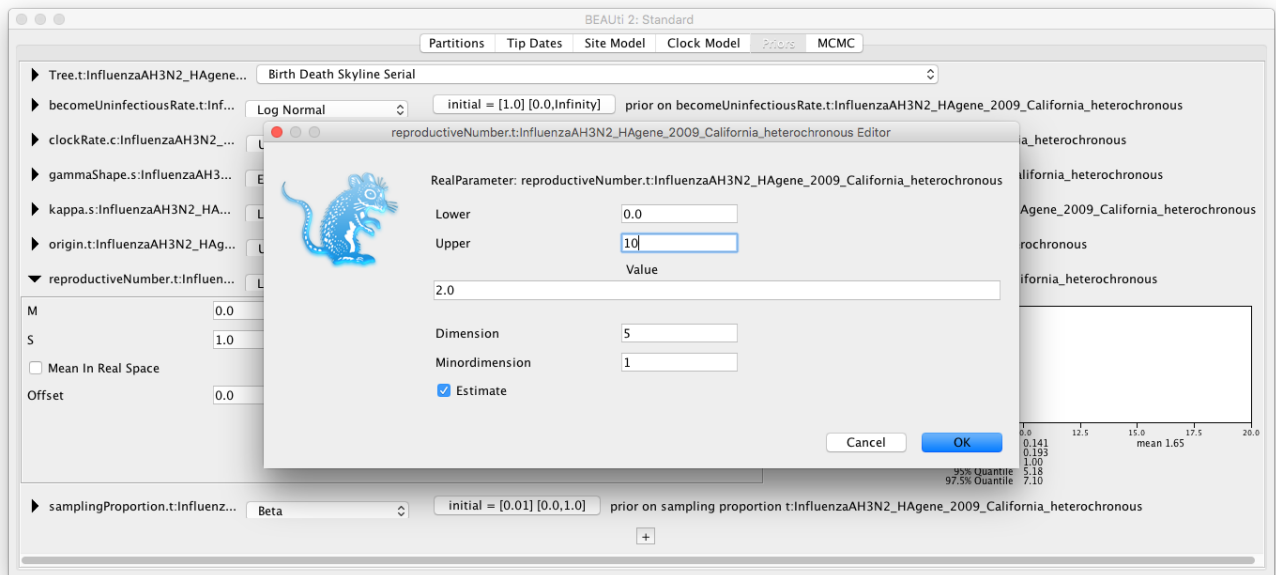 BEAUti 2: Standard
Partitions Tip Dates Site Model Clock Model Priors MCMC
Tree.t:InfluenzaAH3N2_HAgene... Birth Death Skyline Serial
becomeUninfectiousRate.t:Inf... Log Normal initial = [1.0] [0.0,Infinity] prior on becomeUninfectiousRate.t:InfluenzaAH3N2_HAgene_2009_California_heterochronous
reproductiveNumber.t:InfluenzaAH3N2_HAgene_2009_California_heterochronous Editor
clockRate.c:InfluenzaAH3N2_... ia_heterochronous
gammaShape.s:InfluenzaAH3... E RealParameter: reproductiveNumber.t:InfluenzaAH3N2_HAgene_2009_California_heterochronous alifornia_heterochronous
kappa.s:InfluenzaAH3N2_HA... L Lower 0.0 Agene_2009_California_heterochronous
origin.t:InfluenzaAH3N2_HAg... Upper 10 rochronous
Value
reproductiveNumber.t:Influen... L ifornia_heterochronous
2.0
M 0.0
Dimension 5
S 1.0
Minordimension 1
Mean In Real Space
Estimate
Offset 0.0
12.5 15.0 17.5 20.0
Cancel OK
0.141 mean 1.65
0.193
1.00
95% Quantile 5.18
97.5% Quantile 7.10
samplingProportion.t:Influenz... Beta initial = [0.01] [0.0,1.0] prior on sampling proportion t:InfluenzaAH3N2_HAgene_2009_California_heterochronous
+